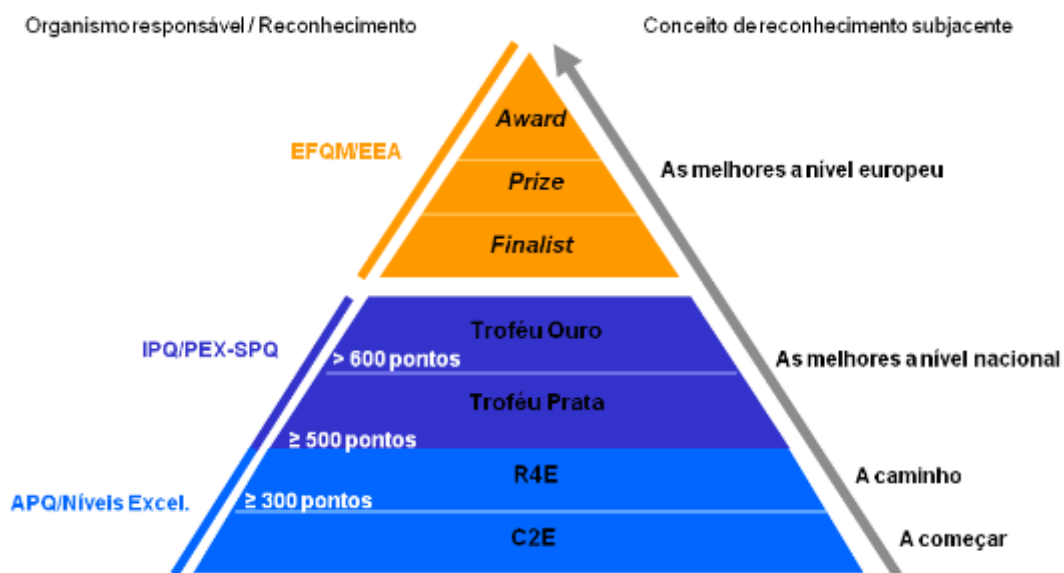 Organismo responsável / Reconhecimento
Conceito de reconhecimento subjacente
Award
EFQM/EEA
As melhores a nível europeu
Prize
Finalist
Troféu Ouro
IPQ/PEX-SPQ
> 600 pontos
As melhores a nível nacional
Troféu Prata
≥ 500 pontos
R4E
A caminho
APQ/Níveis Excel.
≥ 300 pontos
C2E
A começar